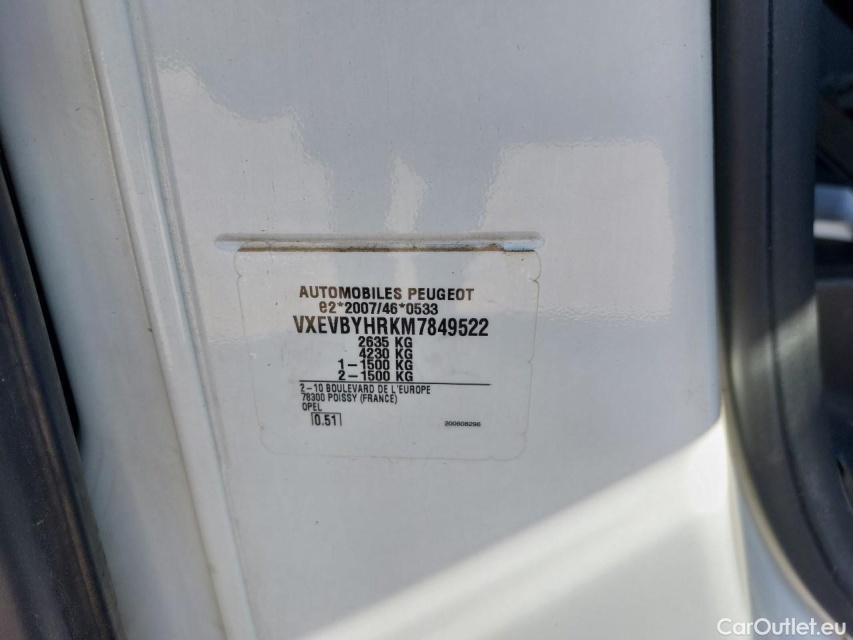 AUTOMOBILES PEUGEOT
e2*2007/46*0533
VXEVBYHRKM7849522
2635 KG
4230 KG
1-1500 KG
2-1500 KG
2-10 BOULEVARD DE L'EUROPE
78300 POISSY (FRANCE)
OPEL
0.51
200608296
CarOutlet.eu